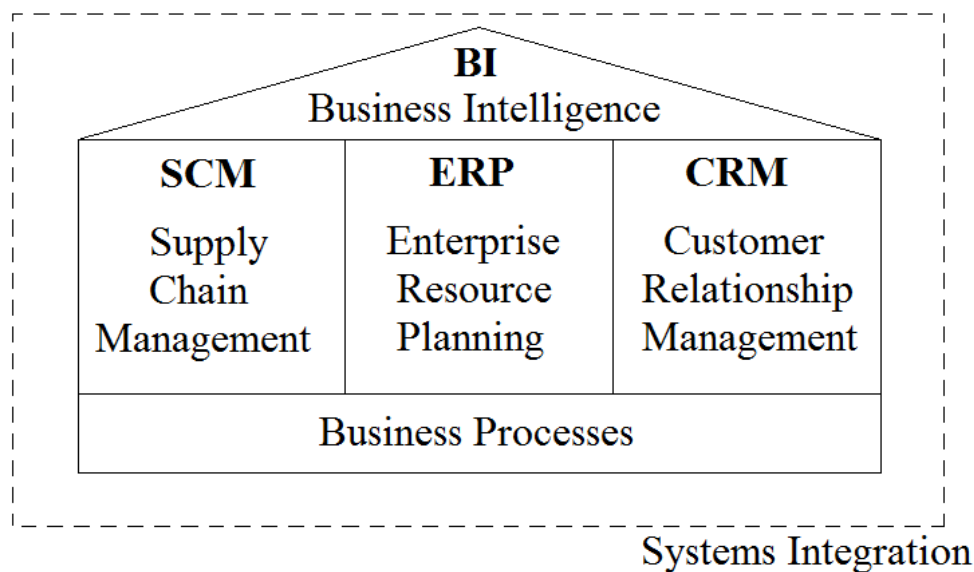 BI
Business Intelligence
SCM
Supply
Chain
Management
ERP
Enterprise
Resource
Planning
CRM
Customer
Relationship
Management
Business Processes
Systems Integration